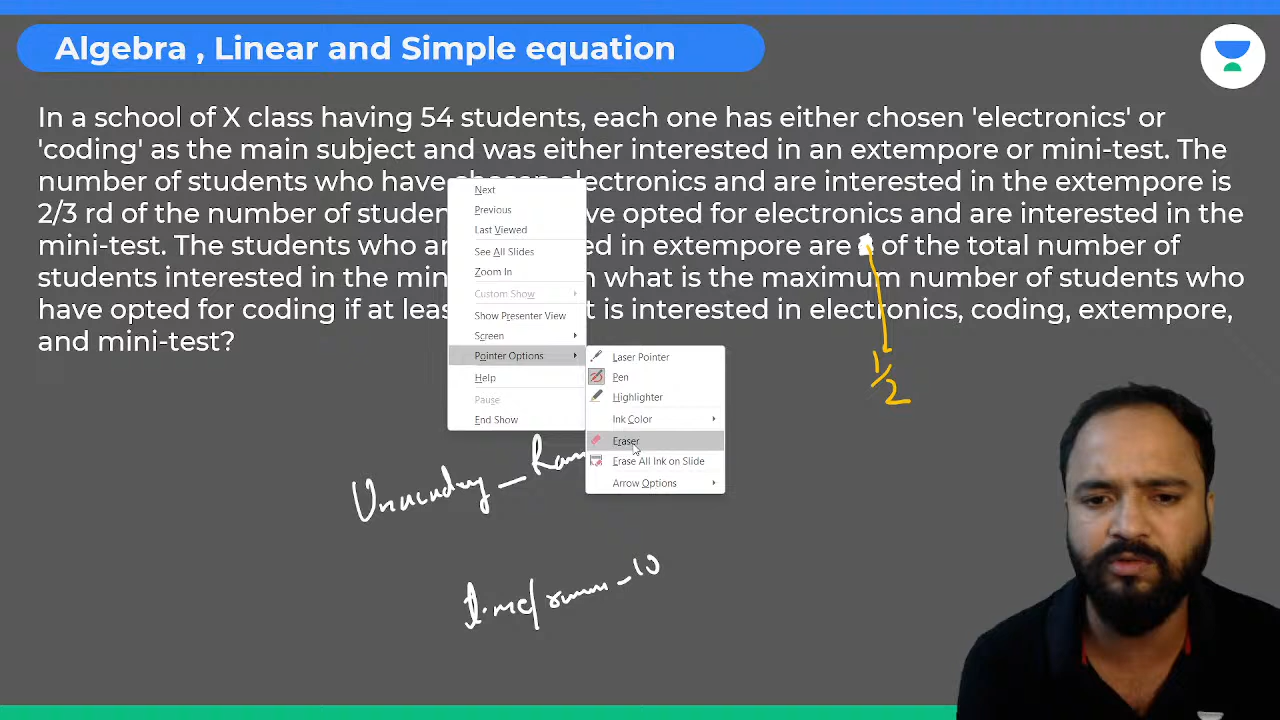 Algebra , Linear and Simple equation
In a school of X class having 54 students, each one has either chosen 'electronics' or
'coding' as the main subject and was either interested in an extempore or mini-test. The
number of students who have chosen electronics and are interested in the extempore is
2/3 rd of the number of studen ve opted for electronics and are interested in the
mini-test. The students who ar ed in extempore are of the total number of
students interested in the min n what is the maximum number of students who
have opted for coding if at leas t is interested in electronics, coding, extempore,
and mini-test?
Next
Previous
Last Viewed
See All Slides
Zoom In
Custom Show
Show Presenter View
Screen
Pointer Options
Help
Pause
End Show
Laser Pointer
Pen
Highlighter
Ink Color
Eraser
Erase All Ink on Slide
Arrow Options
1/2